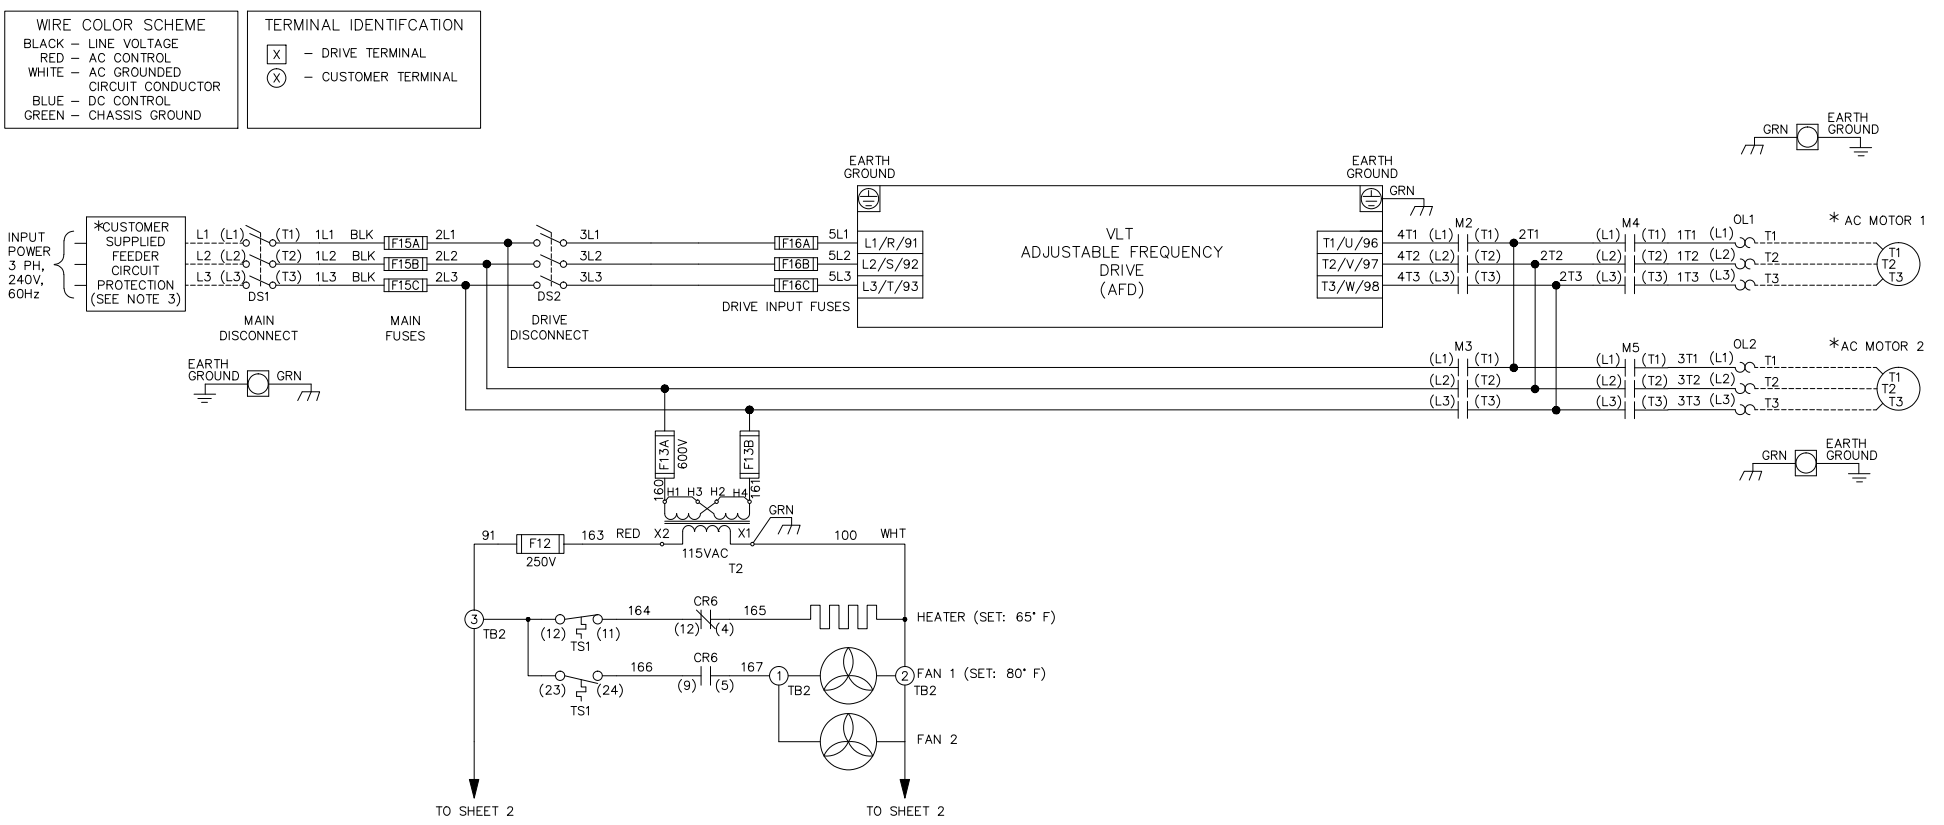 WIRE COLOR SCHEME
BLACK – LINE VOLTAGE
RED – AC CONTROL
WHITE – AC GROUNDED
CIRCUIT CONDUCTOR
BLUE – DC CONTROL
GREEN – CHASSIS GROUND
TERMINAL IDENTIFCATION
X – DRIVE TERMINAL
X – CUSTOMER TERMINAL
GRN
EARTH
GROUND
INPUT
POWER
3 PH,
240V,
60Hz
*CUSTOMER
SUPPLIED
FEEDER
CIRCUIT
PROTECTION
(SEE NOTE 3)
L1 (L1) (T1) 1L1 BLK F15A 2L1 3L1 F16A 5L1 L1/R/91
L2 (L2) (T2) 1L2 BLK F15B 2L2 3L2 F16B 5L2 L2/S/92
L3 (L3) (T3) 1L3 BLK F15C 2L3 3L3 F16C 5L3 L3/T/93
DS1
MAIN
DISCONNECT
MAIN
FUSES
DS2
DRIVE
DISCONNECT
DRIVE INPUT FUSES
EARTH
GROUND
VLT
ADJUSTABLE FREQUENCY
DRIVE
(AFD)
EARTH
GROUND
GRN
M2 M4 OL1 * AC MOTOR 1
T1/U/96 4T1 (L1) (T1) 2T1 (L1) (T1) 1T1 (L1) T1
T2/V/97 4T2 (L2) (T2) 2T2 (L2) (T2) 1T2 (L2) T2
T3/W/98 4T3 (L3) (T3) 2T3 (L3) (T3) 1T3 (L3) T3
T1
T2
T3
M3 M5 OL2 * AC MOTOR 2
(L1) (T1) (L1) (T1) 3T1 (L1) T1
(L2) (T2) (L2) (T2) 3T2 (L2) T2
(L3) (T3) (L3) (T3) 3T3 (L3) T3
T1
T2
T3
EARTH
GROUND
GRN
GRN
EARTH
GROUND
F13A
600V
F13B
160
161
H1 H3 H2 H4
GRN
91 F12 163 RED X2 X1 100 WHT
250V
115VAC
T2
3
TB2
(12) (11)
TS1
164
CR6
(12) (4)
165
HEATER (SET: 65° F)
(23) (24)
TS1
166
CR6
(9) (5)
167
1
TB2
2
TB2
FAN 1 (SET: 80° F)
FAN 2
TO SHEET 2
TO SHEET 2